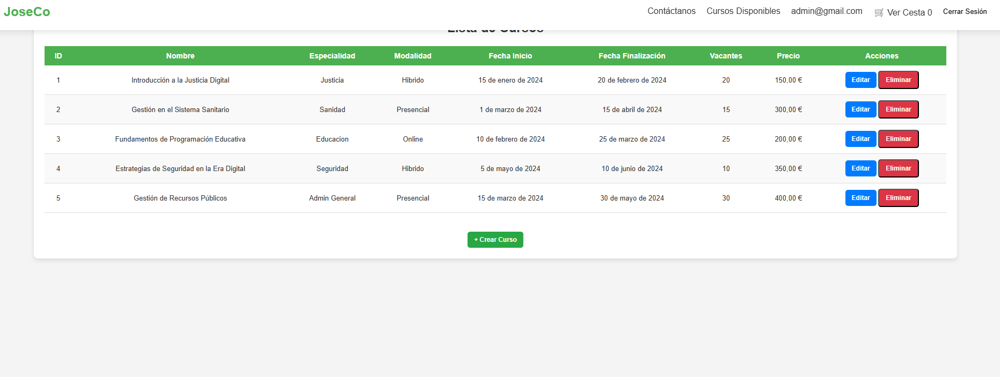 JoseCo
Contáctanos Cursos Disponibles admin@gmail.com 🛒 Ver Cesta 0 Cerrar Sesión
Lista de Cursos
ID Nombre Especialidad Modalidad Fecha Inicio Fecha Finalización Vacantes Precio Acciones
1 Introducción a la Justicia Digital Justicia Hibrido 15 de enero de 2024 20 de febrero de 2024 20 150,00 € Editar Eliminar
2 Gestión en el Sistema Sanitario Sanidad Presencial 1 de marzo de 2024 15 de abril de 2024 15 300,00 € Editar Eliminar
3 Fundamentos de Programación Educativa Educacion Online 10 de febrero de 2024 25 de marzo de 2024 25 200,00 € Editar Eliminar
4 Estrategias de Seguridad en la Era Digital Seguridad Hibrido 5 de mayo de 2024 10 de junio de 2024 10 350,00 € Editar Eliminar
5 Gestión de Recursos Públicos Admin General Presencial 15 de marzo de 2024 30 de mayo de 2024 30 400,00 € Editar Eliminar
+ Crear Curso